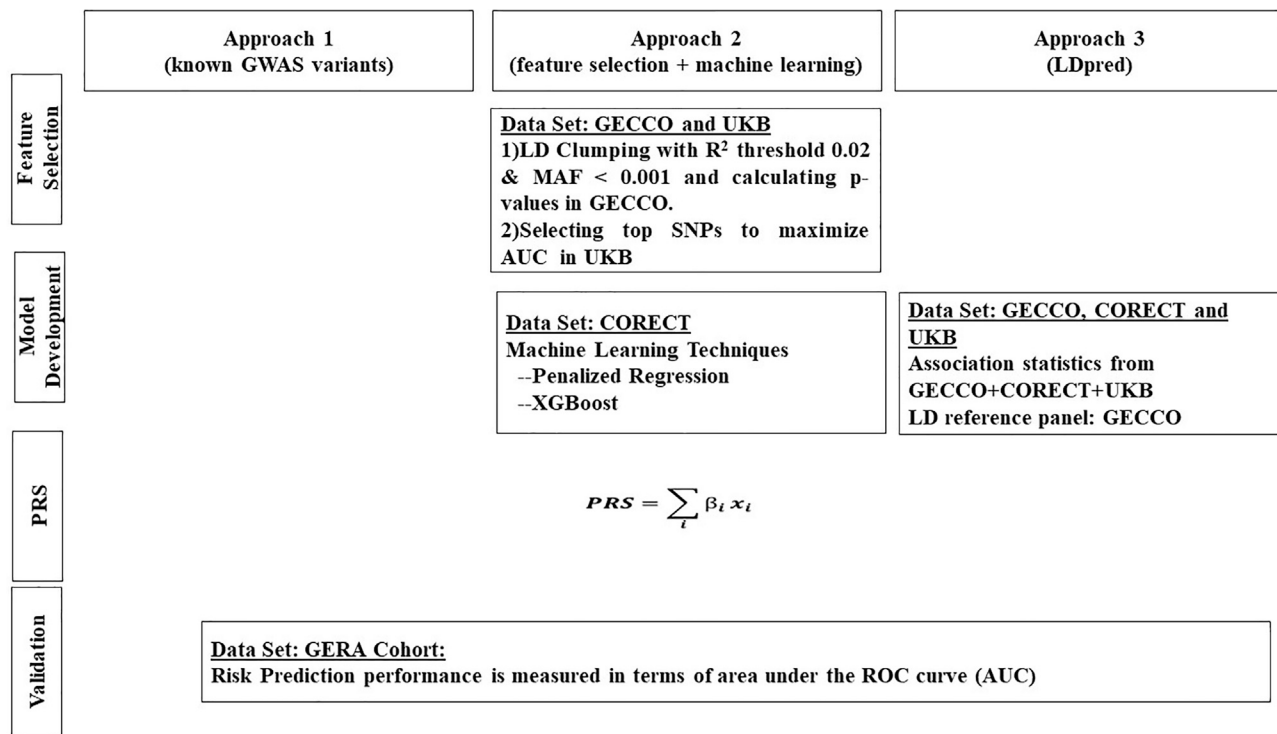 Approach 1
(known GWAS variants)
Approach 2
(feature selection + machine learning)
Approach 3
(LDpred)
Feature
Selection
Data Set: GECCO and UKB
1)LD Clumping with R² threshold 0.02
& MAF < 0.001 and calculating p-
values in GECCO.
2)Selecting top SNPs to maximize
AUC in UKB
Model
Development
Data Set: CORECT
Machine Learning Techniques
--Penalized Regression
--XGBoost
Data Set: GECCO, CORECT and
UKB
Association statistics from
GECCO+CORECT+UKB
LD reference panel: GECCO
PRS
PRS = ∑ᵢ βᵢ xᵢ
Validation
Data Set: GERA Cohort:
Risk Prediction performance is measured in terms of area under the ROC curve (AUC)